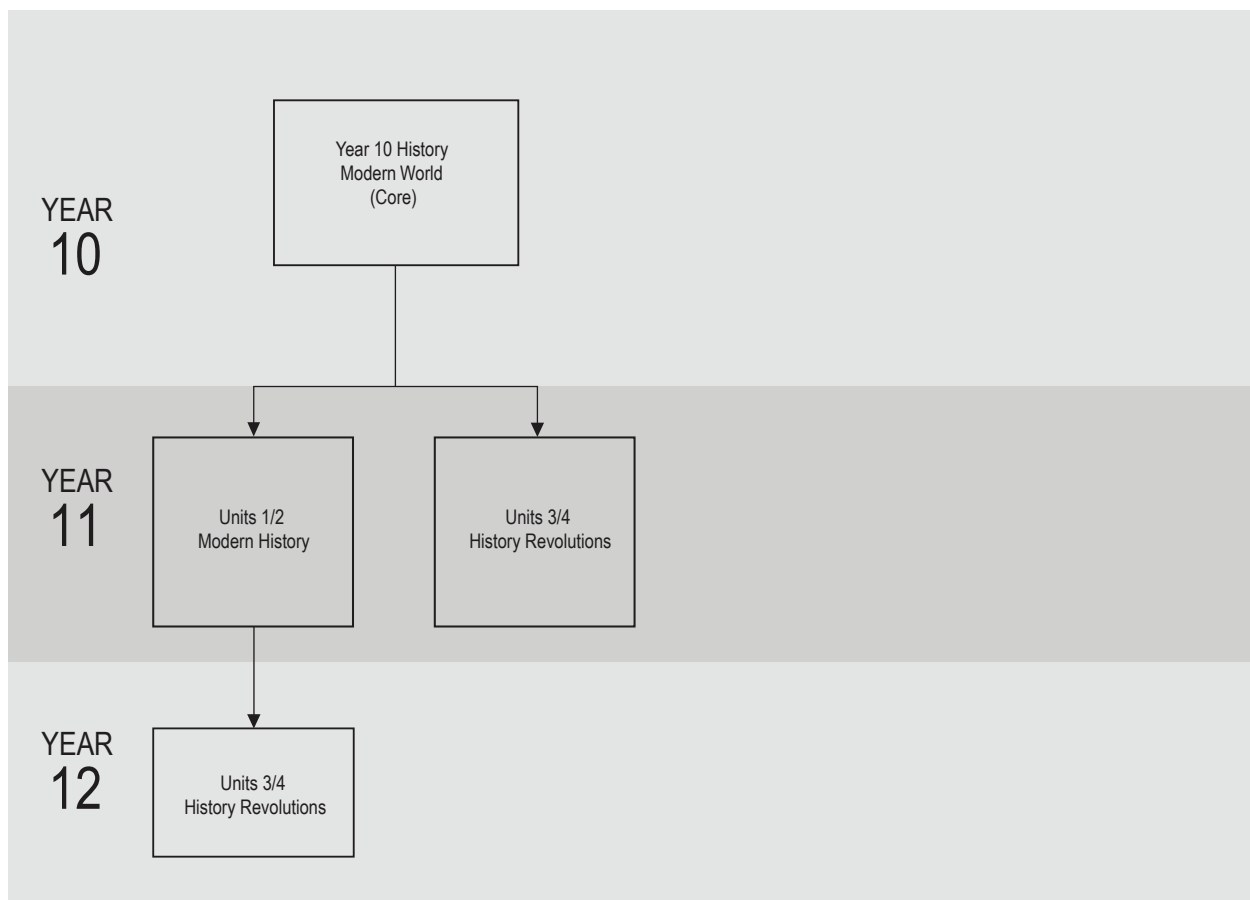 YEAR
10
Year 10 History
Modern World
(Core)
YEAR
11
Units 1/2
Modern History
Units 3/4
History Revolutions
YEAR
12
Units 3/4
History Revolutions